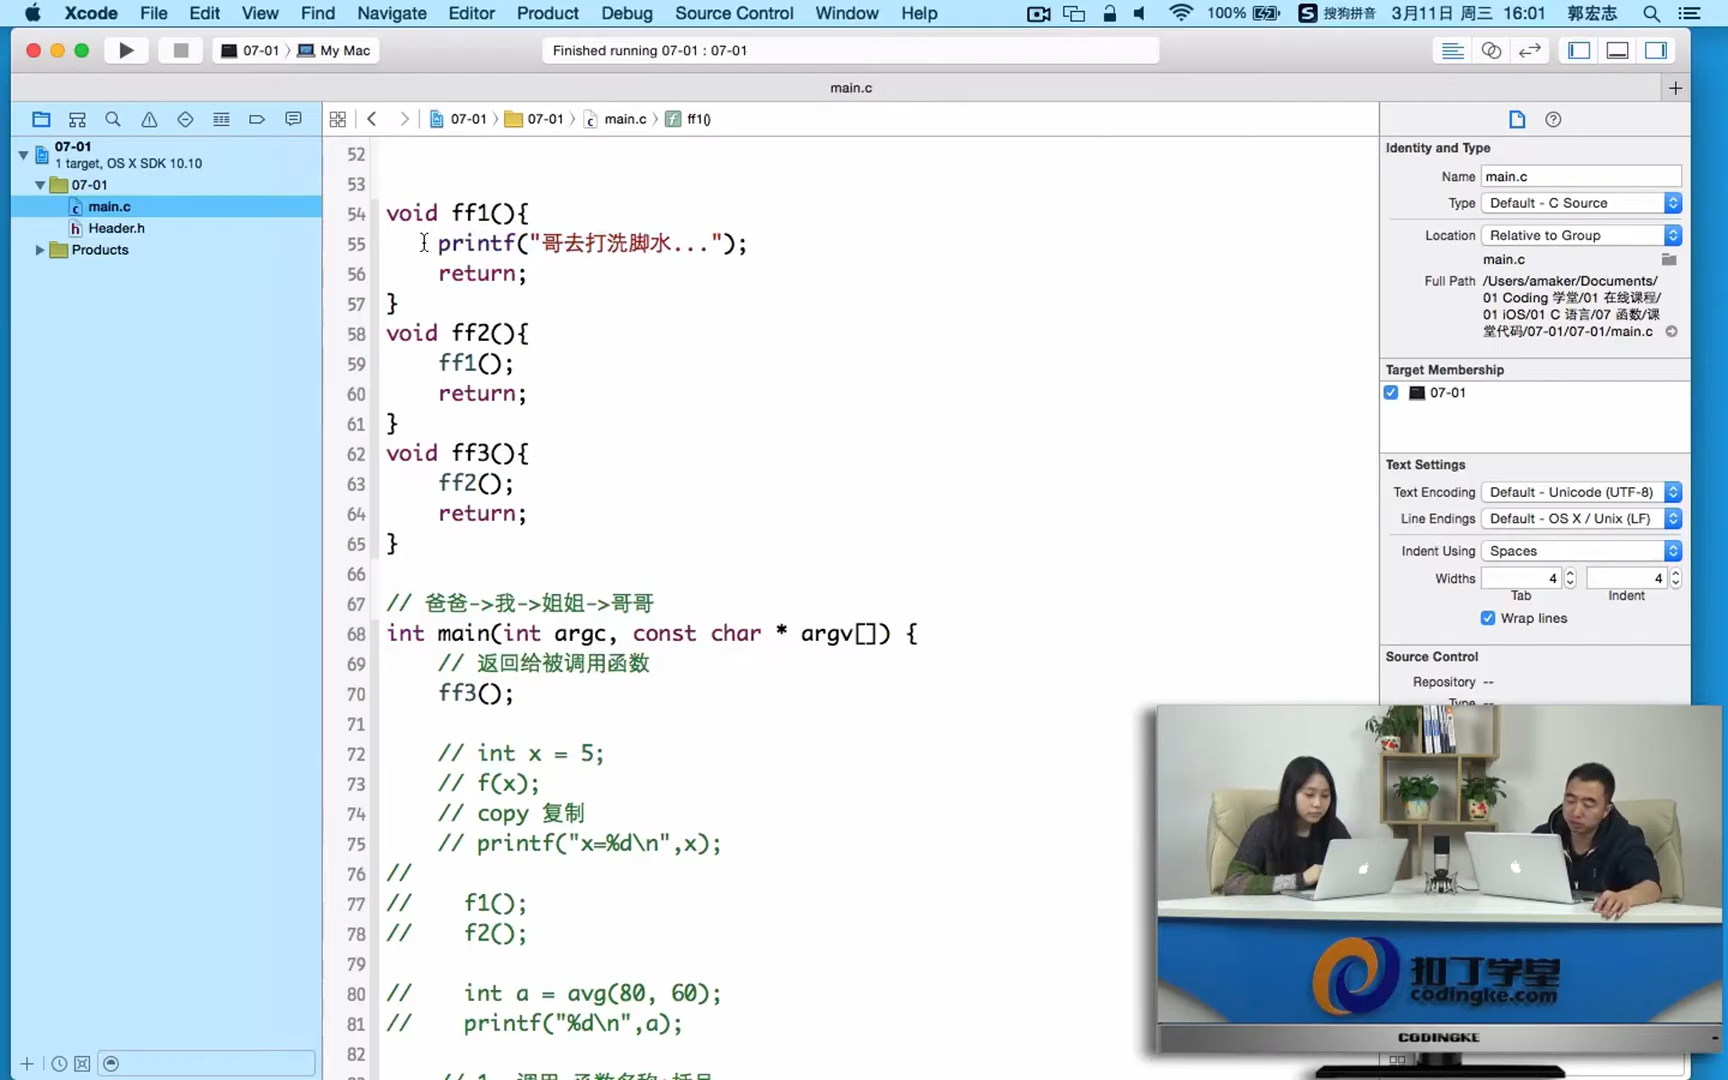 Xcode File Edit View Find Navigate Editor Product Debug Source Control Window Help 100% 搜狗拼音 3月11日 周三 16:01 郭宏志
07-01 My Mac
Finished running 07-01 : 07-01
main.c
07-01
1 target, OS X SDK 10.10
07-01
main.c
Header.h
Products
07-01 07-01 main.c ff1()
52
53
54 void ff1(){
55 printf("哥去打洗脚水...");
56 return;
57 }
58 void ff2(){
59 ff1();
60 return;
61 }
62 void ff3(){
63 ff2();
64 return;
65 }
66
67 // 爸爸->我->姐姐->哥哥
68 int main(int argc, const char * argv[]) {
69 // 返回给被调用函数
70 ff3();
71
72 // int x = 5;
73 // f(x);
74 // copy 复制
75 // printf("x=%d\n",x);
76 //
77 // f1();
78 // f2();
79
80 // int a = avg(80, 60);
81 // printf("%d\n",a);
82
Identity and Type
Name main.c
Type Default - C Source
Location Relative to Group
main.c
Full Path /Users/amaker/Documents/
01 Coding 学堂/01 在线课程/
01 iOS/01 C 语言/07 函数/课
堂代码/07-01/07-01/main.c
Target Membership
07-01
Text Settings
Text Encoding Default - Unicode (UTF-8)
Line Endings Default - OS X / Unix (LF)
Indent Using Spaces
Widths 4 4
Tab Indent
Wrap lines
Source Control
Repository --
扣丁学堂
codingke.com
CODINGKE